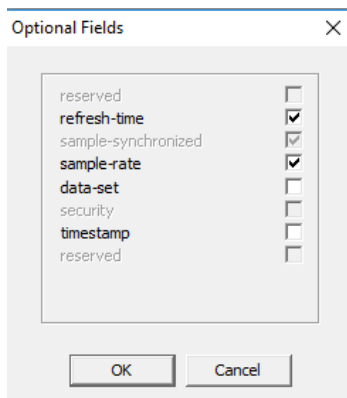 Optional Fields
reserved
refresh-time
sample-synchronized
sample-rate
data-set
security
timestamp
reserved
OK Cancel